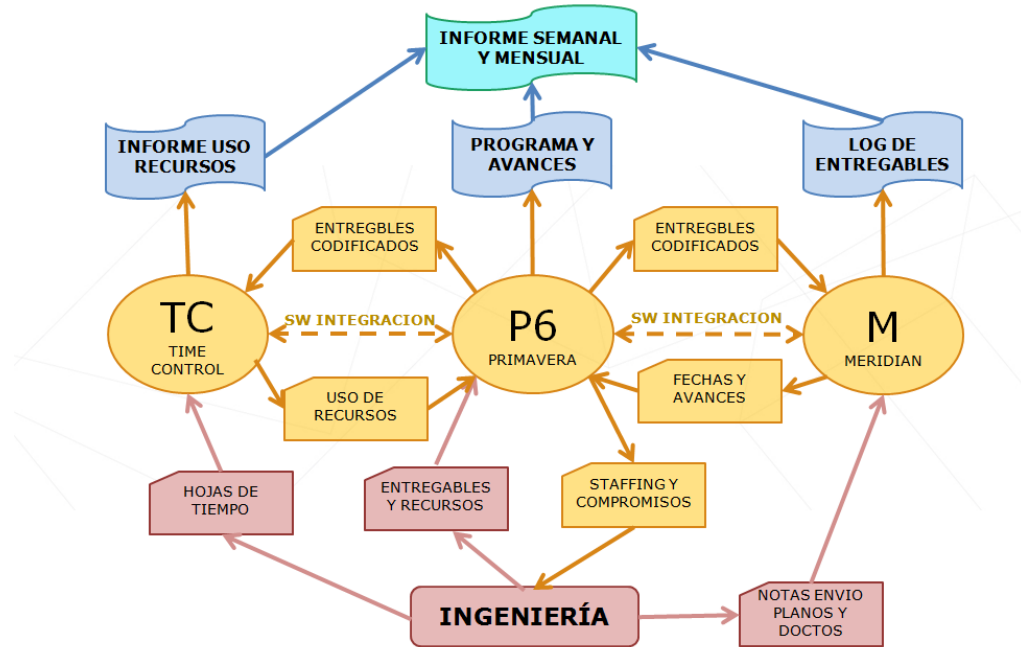 INFORME SEMANAL
Y MENSUAL
INFORME USO
RECURSOS
PROGRAMA Y
AVANCES
LOG DE
ENTREGABLES
ENTREGBLES
CODIFICADOS
ENTREGBLES
CODIFICADOS
TC
TIME
CONTROL
SW INTEGRACION
P6
PRIMAVERA
SW INTEGRACION
M
MERIDIAN
USO DE
RECURSOS
FECHAS Y
AVANCES
HOJAS DE
TIEMPO
ENTREGABLES
Y RECURSOS
STAFFING Y
COMPROMISOS
INGENIERÍA
NOTAS ENVIO
PLANOS Y
DOCTOS